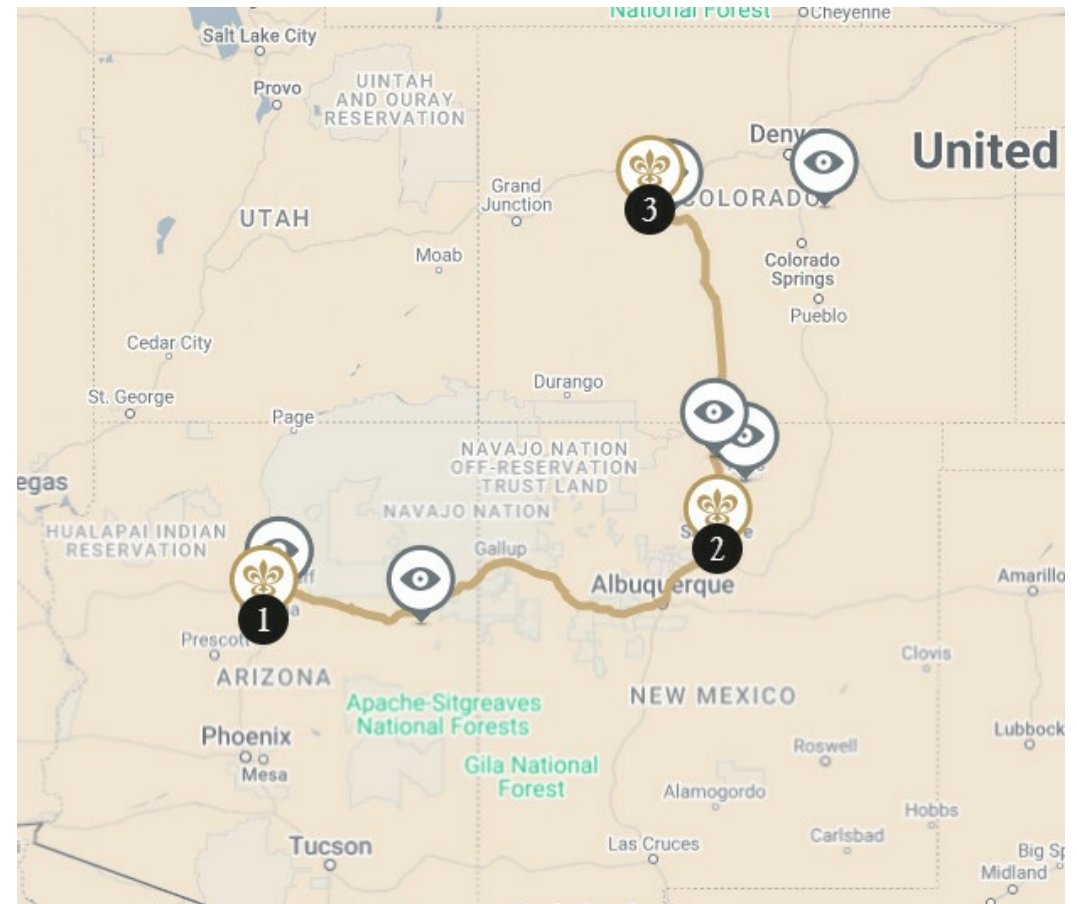 National Forest
Cheyenne
Salt Lake City
Provo
UINTAH
AND OURAY
RESERVATION
United
Grand
Junction
COLORADO
3
UTAH
Moab
Colorado
Springs
Pueblo
Cedar City
Durango
St. George
Page
NAVAJO NATION
OFF-RESERVATION
TRUST LAND
NAVAJO NATION
HUALAPAI INDIAN
RESERVATION
2
Gallup
Albuquerque
Amarillo
1
Prescott
ARIZONA
Clovis
NEW MEXICO
Apache-Sitgreaves
National Forests
Phoenix
Mesa
Lubbock
Roswell
Gila National
Forest
Alamogordo
Hobbs
Carlsbad
Tucson
Las Cruces
Big Sp
Midland